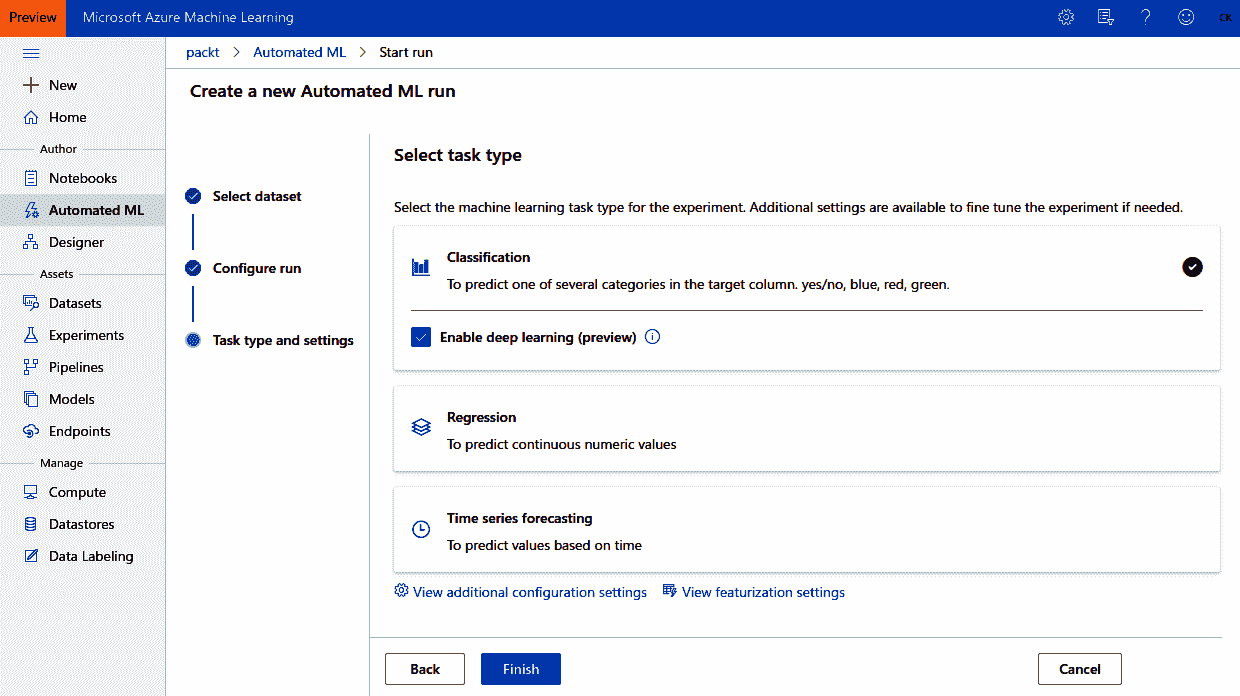 Preview Microsoft Azure Machine Learning CK
packt > Automated ML > Start run
New
Home
Author
Notebooks
Automated ML
Designer
Assets
Datasets
Experiments
Pipelines
Models
Endpoints
Manage
Compute
Datastores
Data Labeling
Create a new Automated ML run
Select dataset
Configure run
Task type and settings
Select task type
Select the machine learning task type for the experiment. Additional settings are available to fine tune the experiment if needed.
Classification
To predict one of several categories in the target column. yes/no, blue, red, green.
Enable deep learning (preview)
Regression
To predict continuous numeric values
Time series forecasting
To predict values based on time
View additional configuration settings View featurization settings
Back Finish Cancel